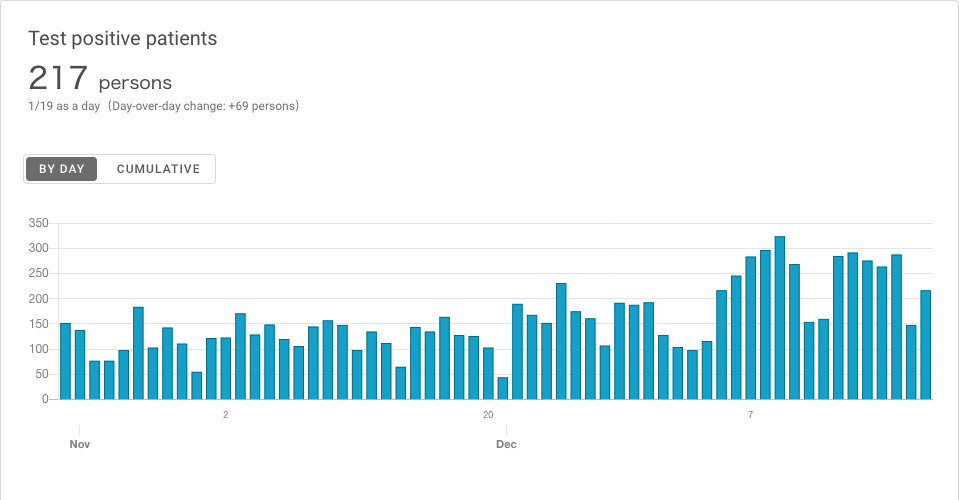 Test positive patients
217 persons
1/19 as a day（Day-over-day change: +69 persons）
BY DAY CUMULATIVE
350
300
250
200
150
100
50
0
2 20 7
Nov Dec